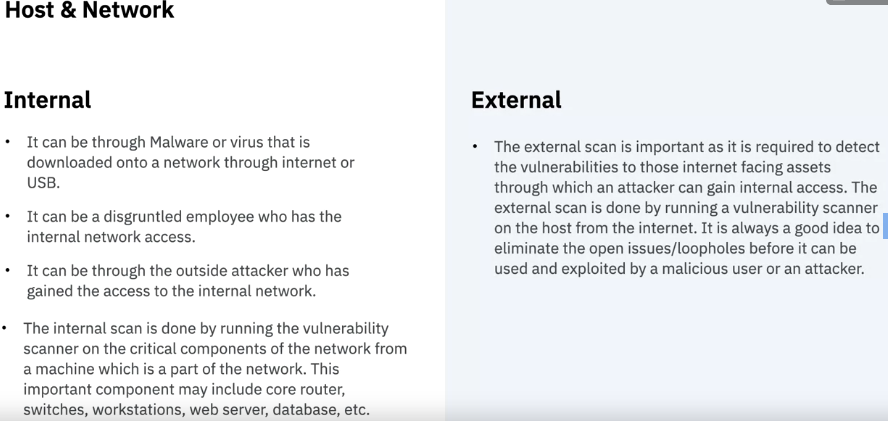 Host & Network
Internal
• It can be through Malware or virus that is
downloaded onto a network through internet or
USB.
• It can be a disgruntled employee who has the
internal network access.
• It can be through the outside attacker who has
gained the access to the internal network.
• The internal scan is done by running the vulnerability
scanner on the critical components of the network from
a machine which is a part of the network. This
important component may include core router,
switches, workstations, web server, database, etc.
External
• The external scan is important as it is required to detect
the vulnerabilities to those internet facing assets
through which an attacker can gain internal access. The
external scan is done by running a vulnerability scanner
on the host from the internet. It is always a good idea to
eliminate the open issues/loopholes before it can be
used and exploited by a malicious user or an attacker.